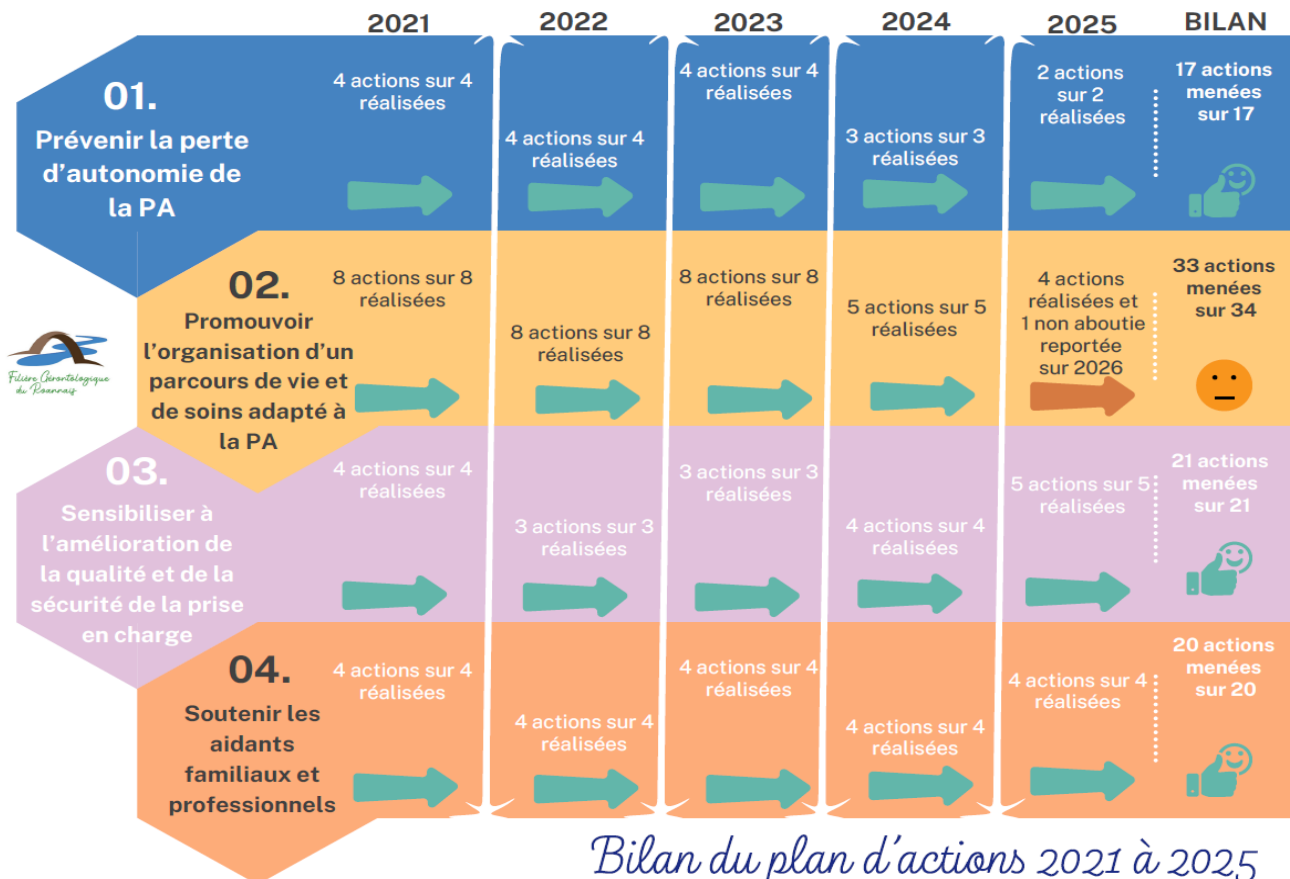 2021 2022 2023 2024 2025 BILAN
01.
Prévenir la perte
d'autonomie de
la PA
4 actions sur 4
réalisées
4 actions sur 4
réalisées
4 actions sur 4
réalisées
3 actions sur 3
réalisées
2 actions
sur 2
réalisées
17 actions
menées
sur 17
02.
Promouvoir
l'organisation d'un
parcours de vie et
de soins adapté à
la PA
8 actions sur 8
réalisées
8 actions sur 8
réalisées
8 actions sur 8
réalisées
5 actions sur 5
réalisées
4 actions
réalisées et
1 non aboutie
reportée
sur 2026
33 actions
menées
sur 34
Filière Gérontologique
du Roannais
03.
Sensibiliser à
l'amélioration de
la qualité et de la
sécurité de la prise
en charge
4 actions sur 4
réalisées
3 actions sur 3
réalisées
3 actions sur 3
réalisées
4 actions sur 4
réalisées
5 actions sur 5
réalisées
21 actions
menées
sur 21
04.
Soutenir les
aidants
familiaux et
professionnels
4 actions sur 4
réalisées
4 actions sur 4
réalisées
4 actions sur 4
réalisées
4 actions sur 4
réalisées
4 actions sur 4
réalisées
20 actions
menées
sur 20
Bilan du plan d'actions 2021 à 2025